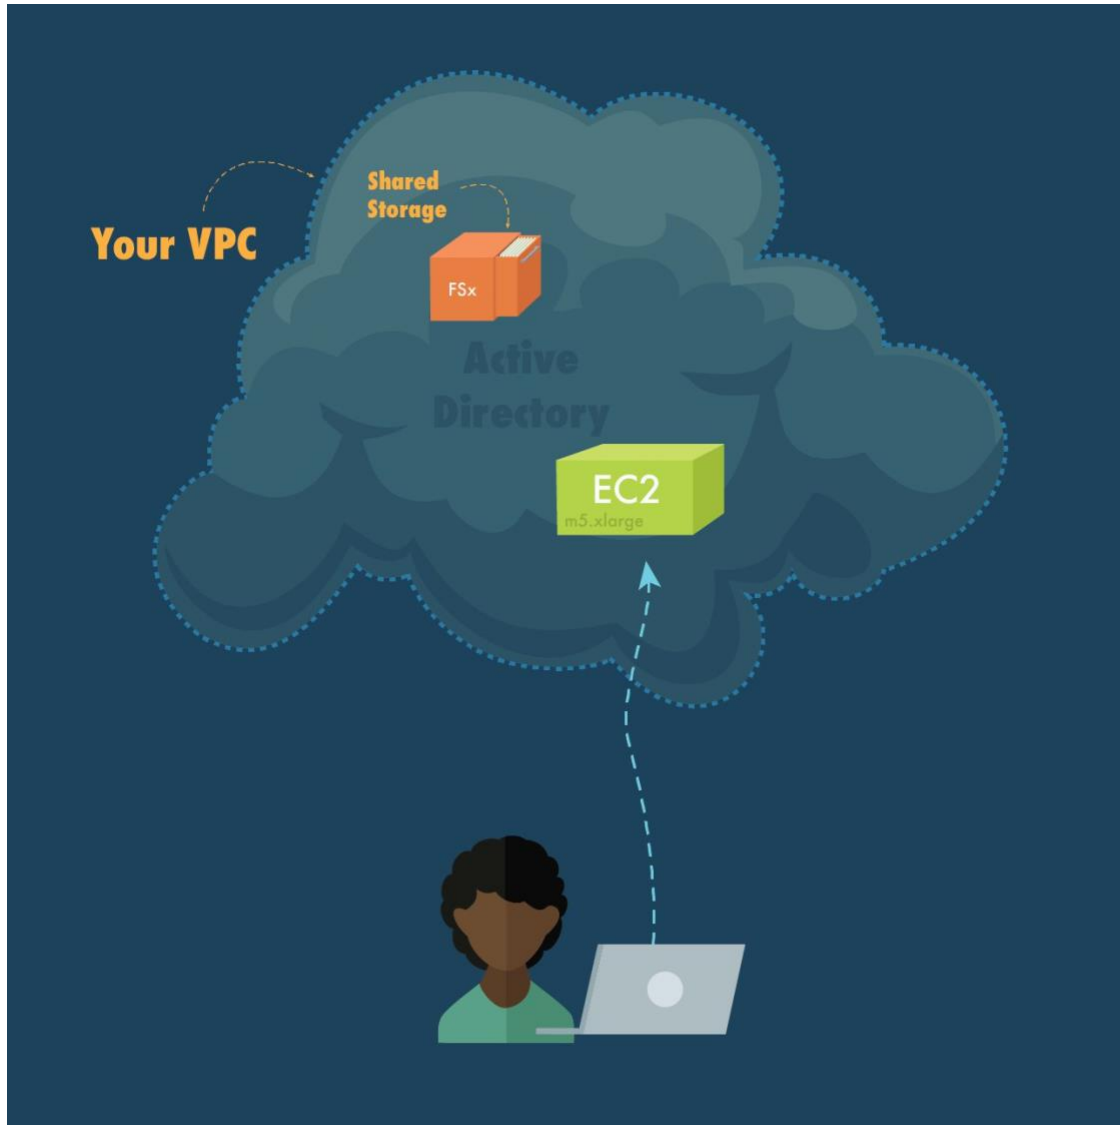 Shared
Storage
Your VPC
FSx
Active
Directory
EC2
m5.xlarge